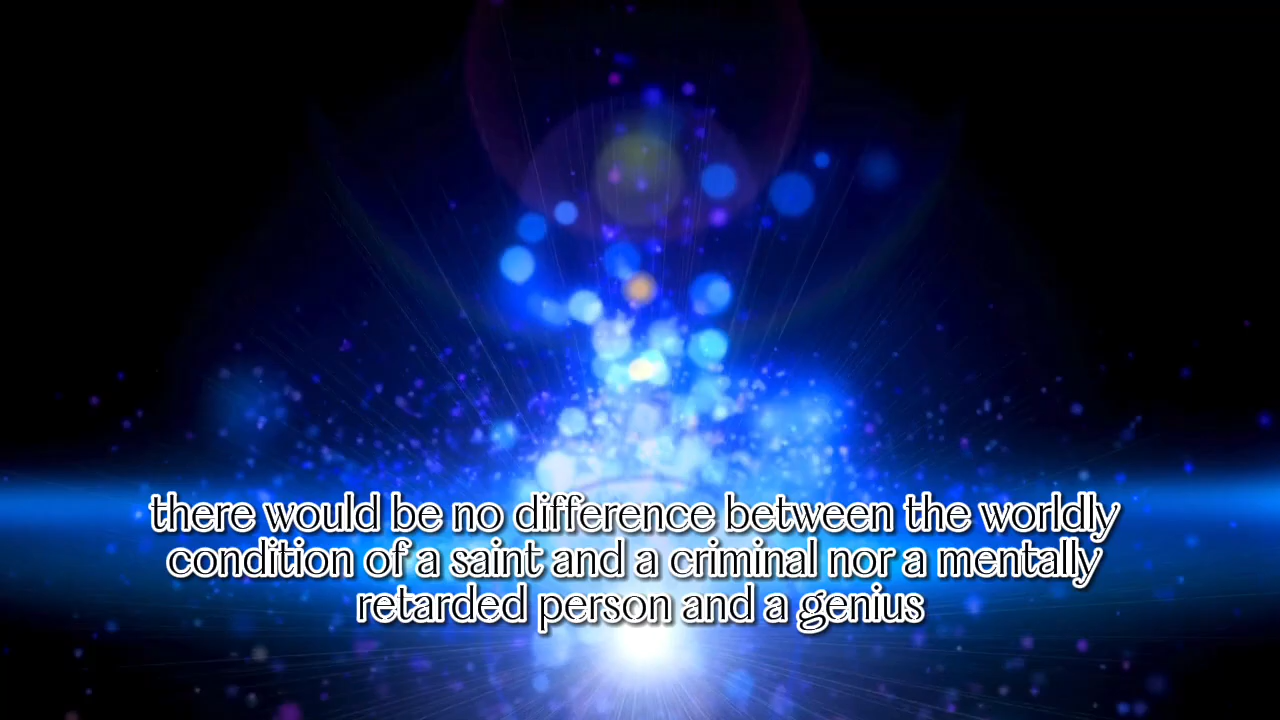 there would be no difference between the worldly
condition of a saint and a criminal nor a mentally
retarded person and a genius